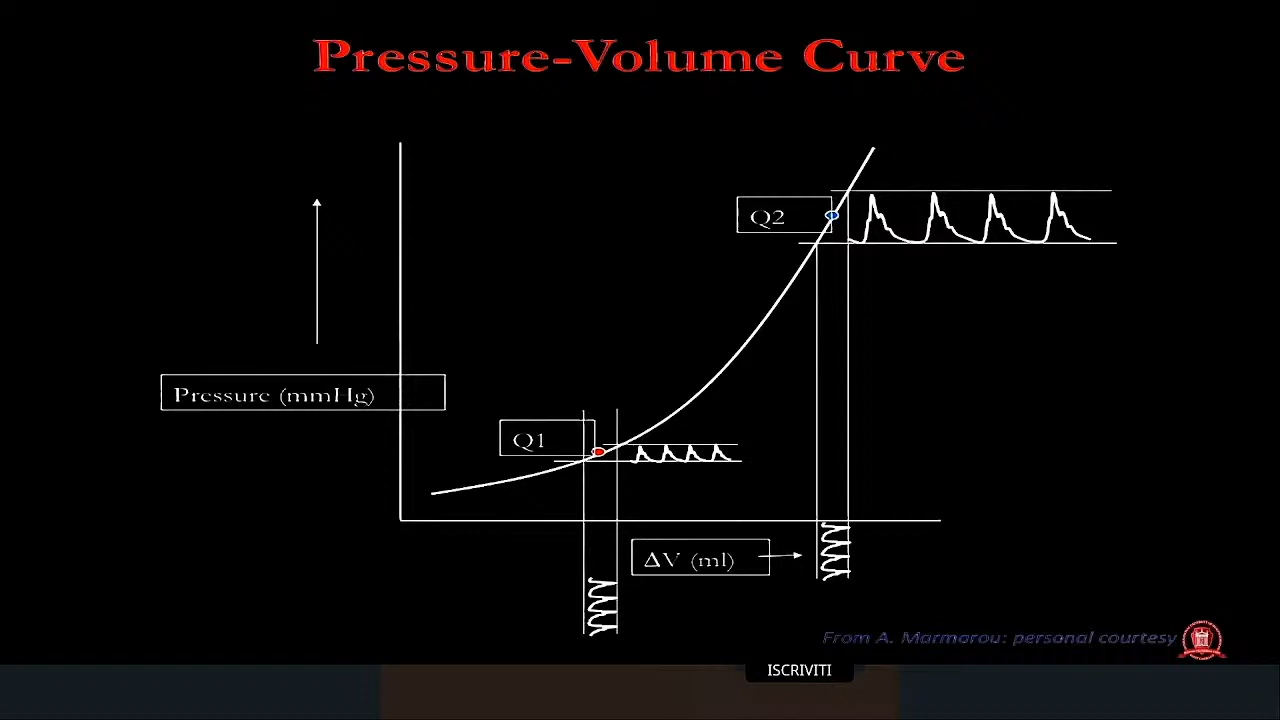 Pressure-Volume Curve
Q2
Pressure (mmHg)
Q1
ΔV (ml)
From A. Marmarou: personal courtesy
ISCRIVITI